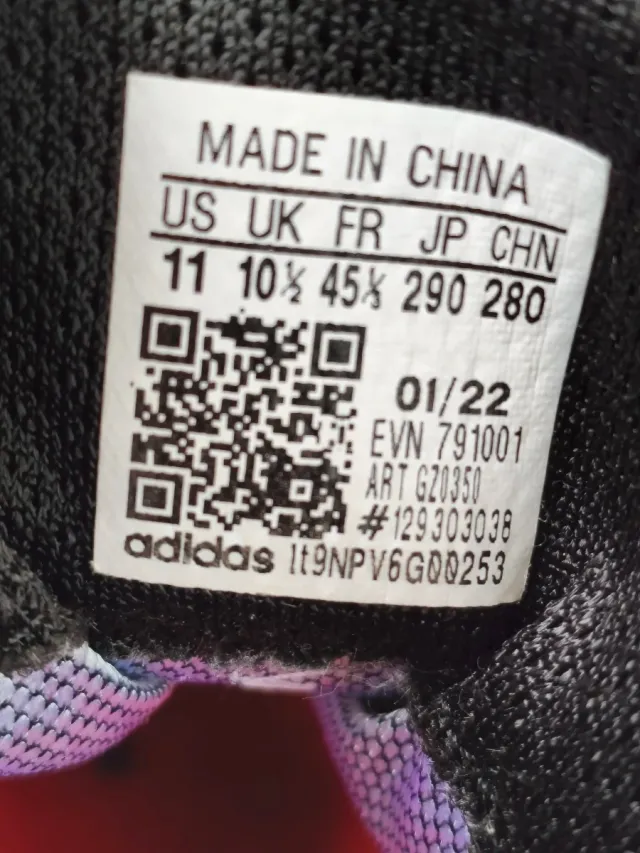 MADE IN CHINA
US UK FR JP CHN
11 10½ 45⅓ 290 280
01/22
EVN 791001
ART GZ0350
#129303038
adidas 1t9NPV6G00253